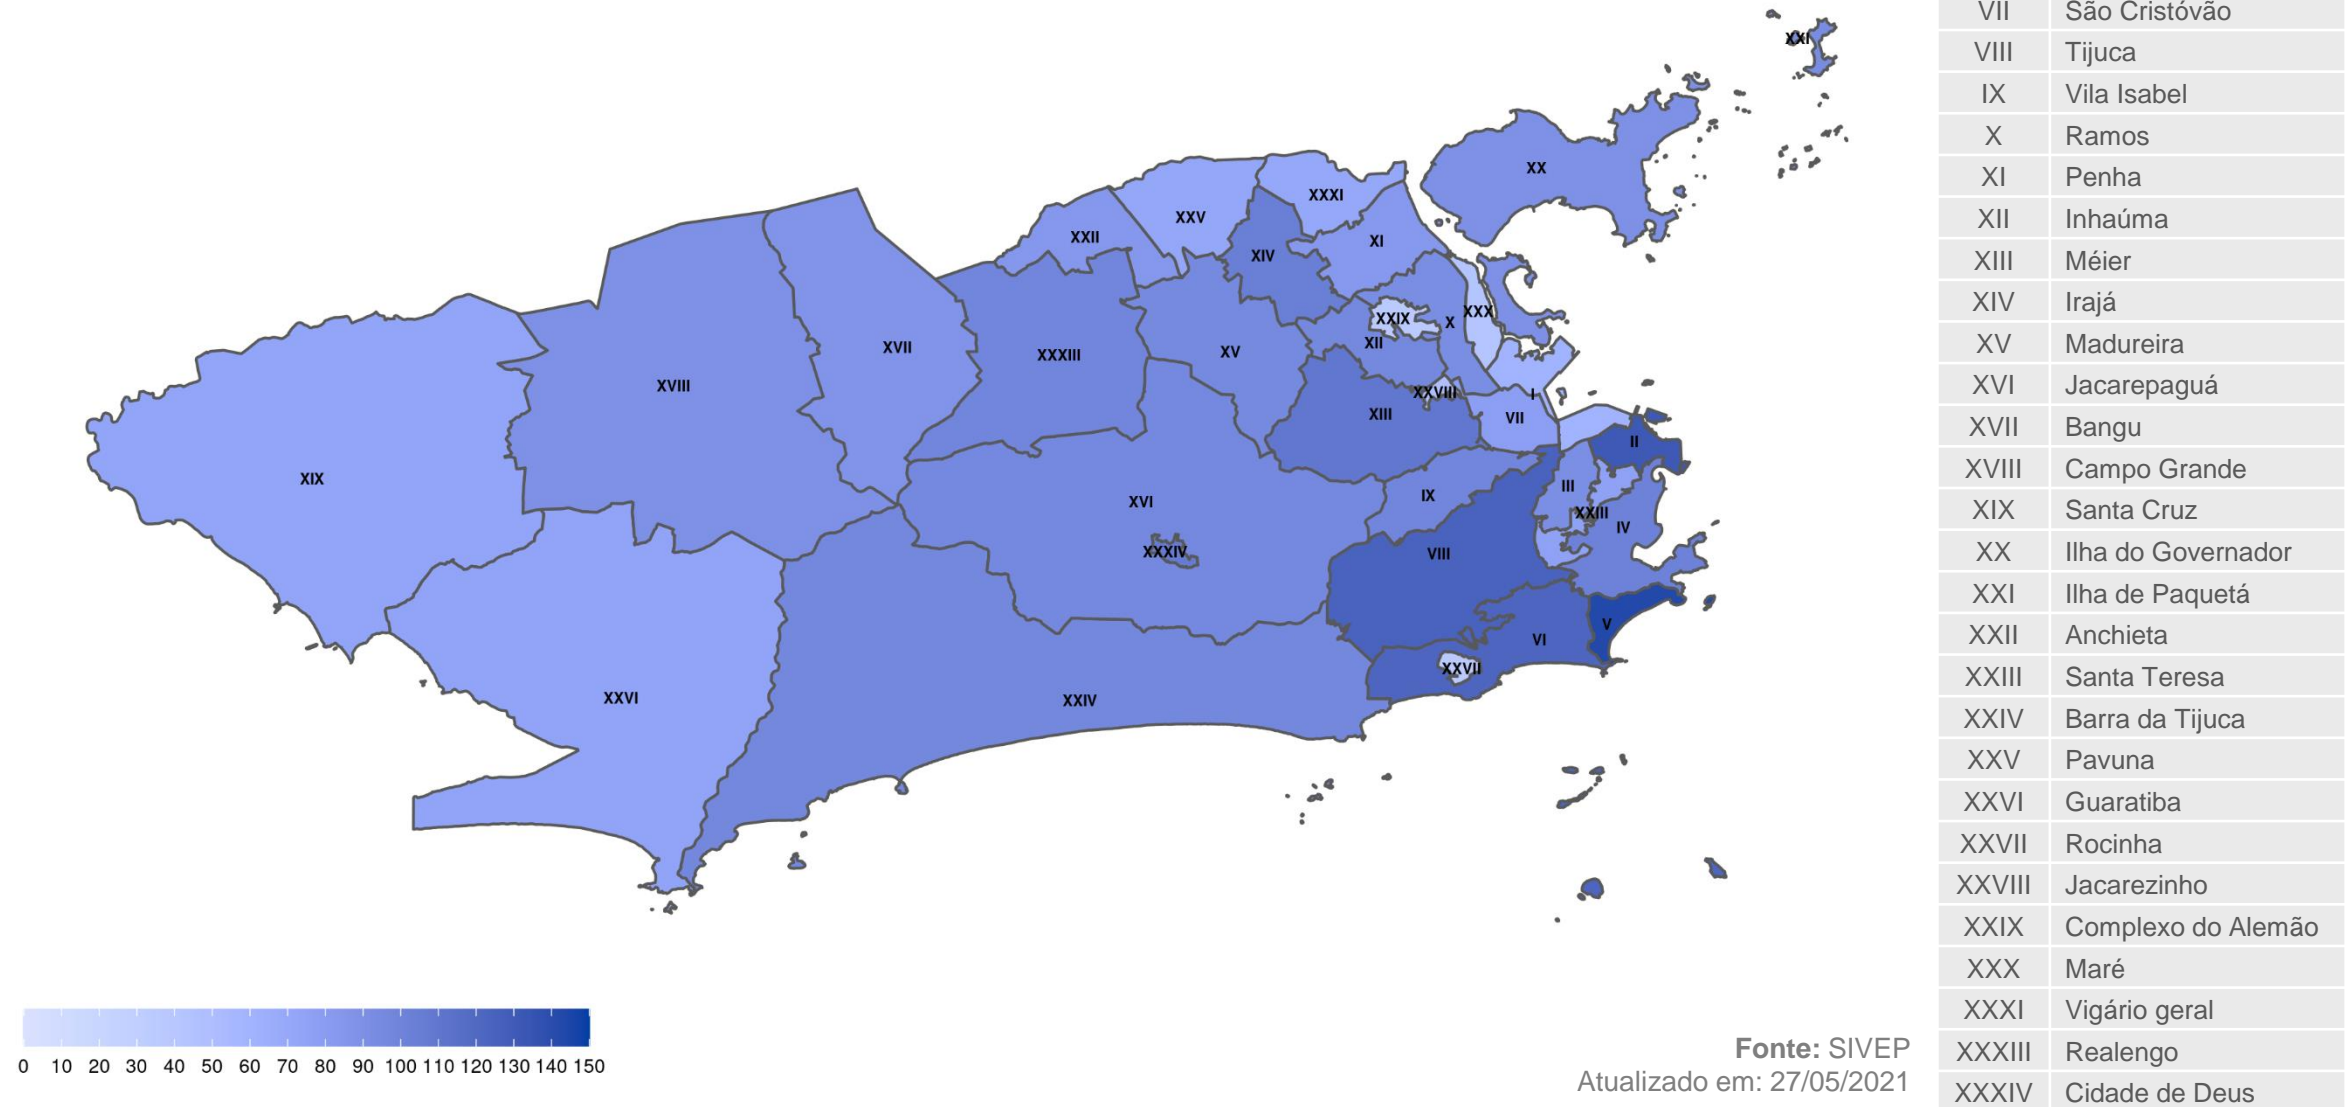 XXI
XX
XXXI
XXV
XXII
XI
XIV
XXX
XXIX
X
XII
XVII
XV
XXXIII
XVIII
XXVIII
I
XIII
VII
II
XIX
III
IX
XVI
XXIII
IV
XXXIV
VIII
V
VI
XXVII
XXVI
XXIV
0 10 20 30 40 50 60 70 80 90 100 110 120 130 140 150
Fonte: SIVEP
Atualizado em: 27/05/2021
VII São Cristóvão
VIII Tijuca
IX Vila Isabel
X Ramos
XI Penha
XII Inhaúma
XIII Méier
XIV Irajá
XV Madureira
XVI Jacarepaguá
XVII Bangu
XVIII Campo Grande
XIX Santa Cruz
XX Ilha do Governador
XXI Ilha de Paquetá
XXII Anchieta
XXIII Santa Teresa
XXIV Barra da Tijuca
XXV Pavuna
XXVI Guaratiba
XXVII Rocinha
XXVIII Jacarezinho
XXIX Complexo do Alemão
XXX Maré
XXXI Vigário geral
XXXIII Realengo
XXXIV Cidade de Deus